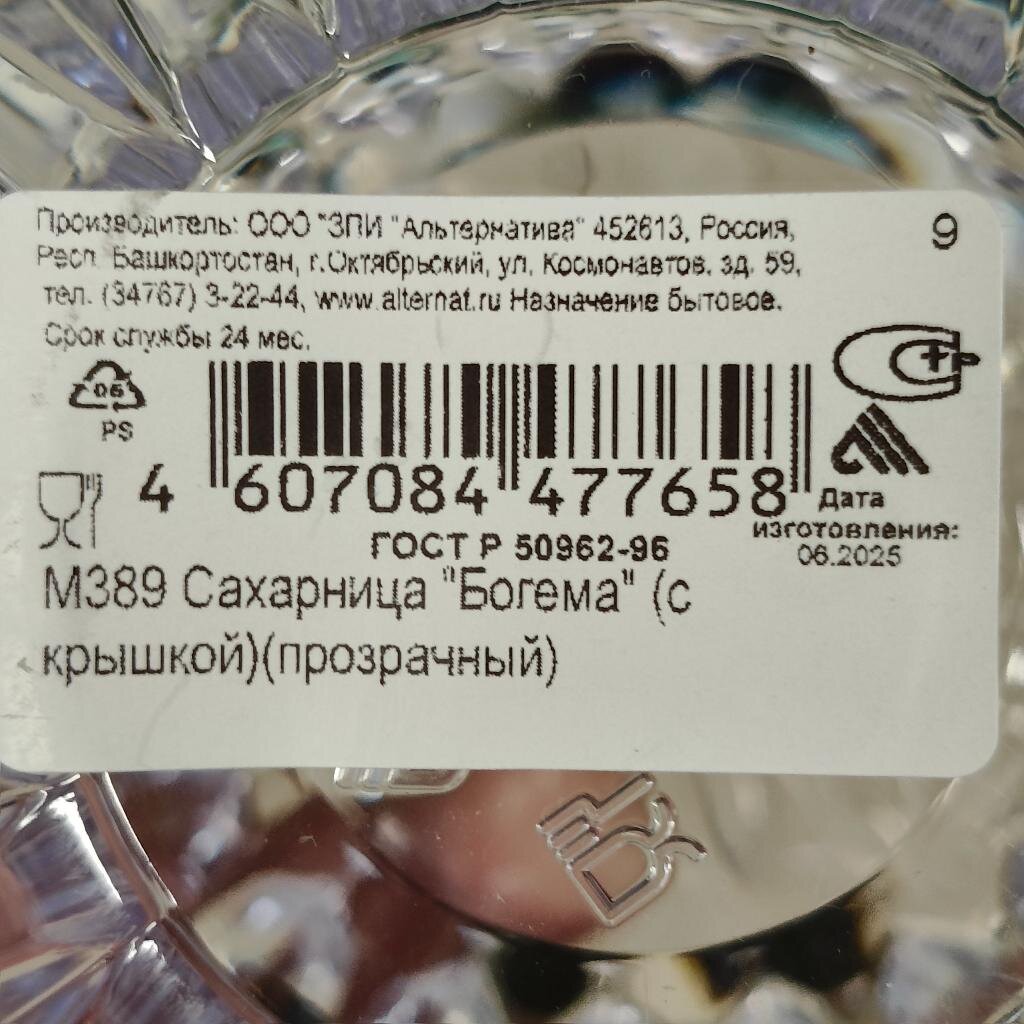 Производитель: ООО "ЗПИ "Альтернатива" 452613, Россия,
9
Респ. Башкортостан, г.Октябрьский, ул. Космонавтов, зд. 59,
тел. (34767) 3-22-44, www.alternat.ru Назначение бытовое.
Срок службы 24 мес.
06
PS
4 607084 477658
Дата
изготовления:
06.2025
ГОСТ Р 50962-96
М389 Сахарница "Богема" (с
крышкой)(прозрачный)